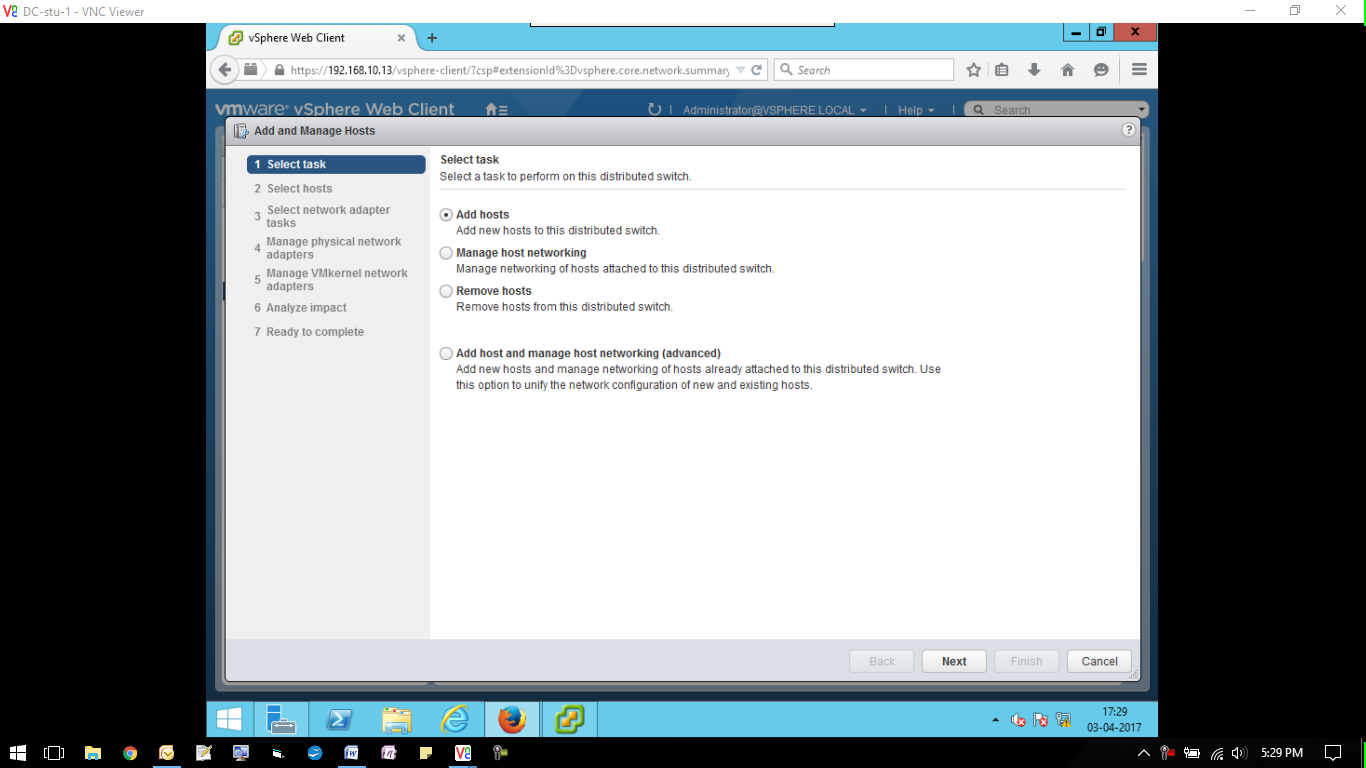 DC-stu-1 - VNC Viewer
vSphere Web Client
https://192.168.10.13/vsphere-client/?csp#extensionId%3Dvsphere.core.network.summary
Search
vmware® vSphere Web Client
Administrator@VSPHERE.LOCAL
Help
Search
Add and Manage Hosts
1 Select task
2 Select hosts
3 Select network adapter
tasks
4 Manage physical network
adapters
5 Manage VMkernel network
adapters
6 Analyze impact
7 Ready to complete
Select task
Select a task to perform on this distributed switch.
Add hosts
Add new hosts to this distributed switch.
Manage host networking
Manage networking of hosts attached to this distributed switch.
Remove hosts
Remove hosts from this distributed switch.
Add host and manage host networking (advanced)
Add new hosts and manage networking of hosts already attached to this distributed switch. Use
this option to unify the network configuration of new and existing hosts.
Back
Next
Finish
Cancel
17:29
03-04-2017
5:29 PM